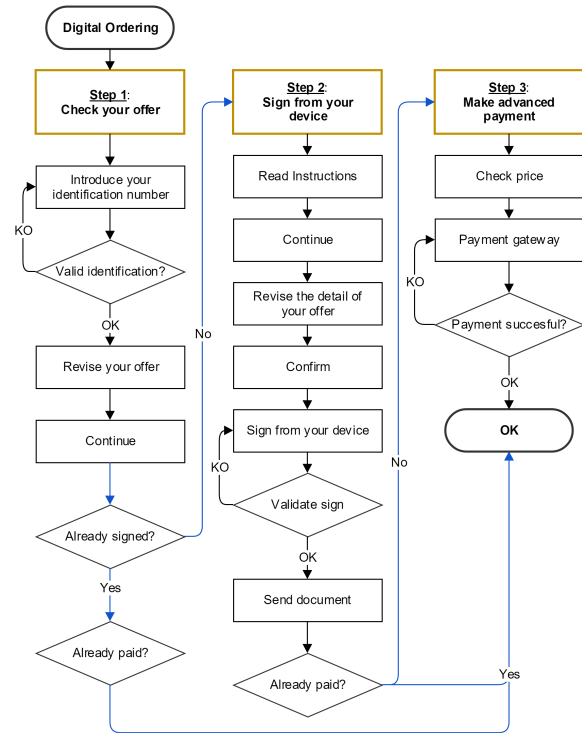 Digital Ordering
Step 1:
Check your offer
Introduce your
identification number
KO
Valid identification?
OK
Revise your offer
Continue
Already signed?
Yes
Already paid?
No
Step 2:
Sign from your
device
Read Instructions
Continue
Revise the detail of
your offer
Confirm
Sign from your device
KO
Validate sign
OK
Send document
Already paid?
No
Step 3:
Make advanced
payment
Check price
Payment gateway
KO
Payment succesful?
OK
OK
Yes